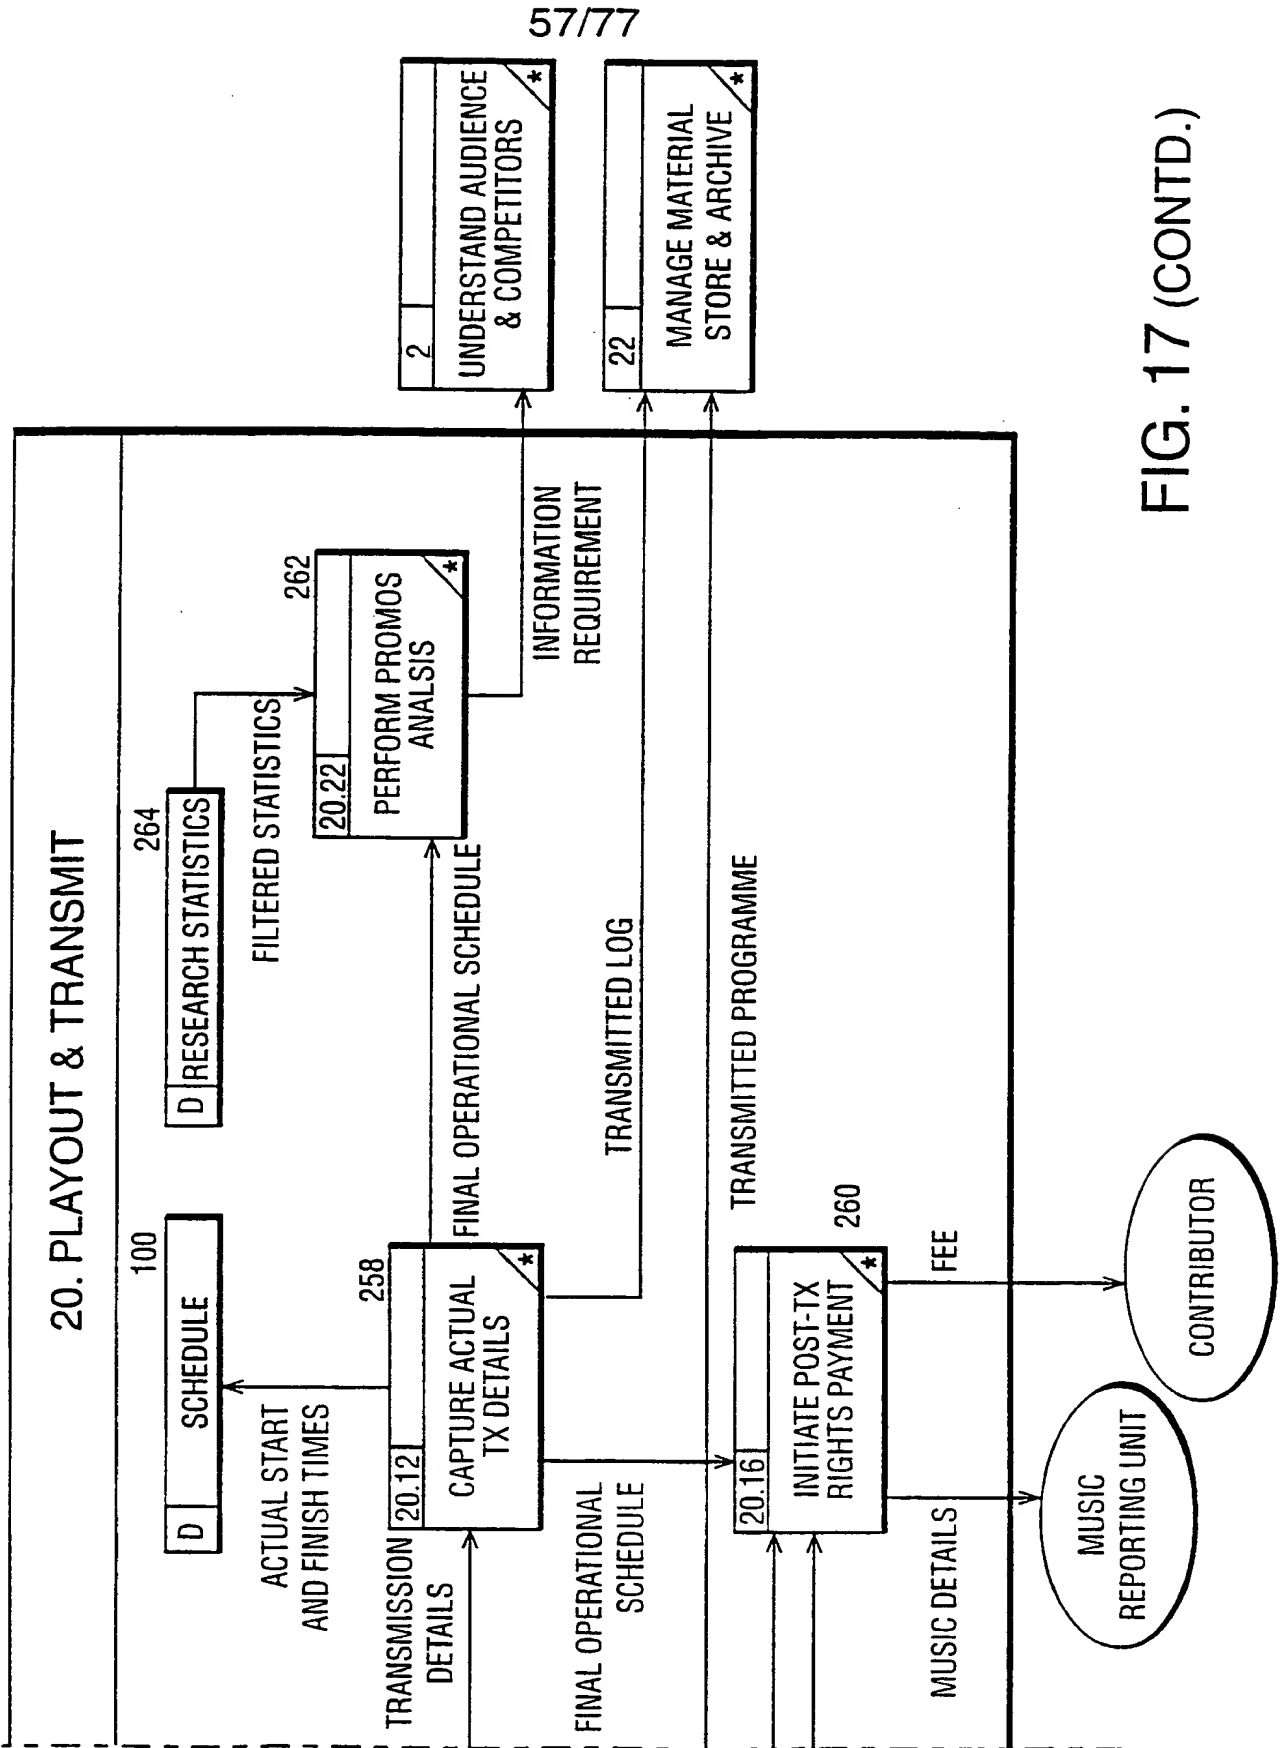 57/77
20. PLAYOUT & TRANSMIT
100
D
SCHEDULE
264
D
RESEARCH STATISTICS
ACTUAL START
AND FINISH TIMES
FILTERED STATISTICS
258
20.12
CAPTURE ACTUAL
TX DETAILS
*
262
20.22
PERFORM PROMOS
ANALSIS
*
2
UNDERSTAND AUDIENCE
& COMPETITORS
*
TRANSMISSION
DETAILS
FINAL OPERATIONAL SCHEDULE
INFORMATION
REQUIREMENT
22
MANAGE MATERIAL
STORE & ARCHIVE
*
FINAL OPERATIONAL
SCHEDULE
TRANSMITTED LOG
TRANSMITTED PROGRAMME
260
20.16
INITIATE POST-TX
RIGHTS PAYMENT
*
MUSIC DETAILS
FEE
MUSIC
REPORTING UNIT
CONTRIBUTOR
FIG. 17 (CONTD.)